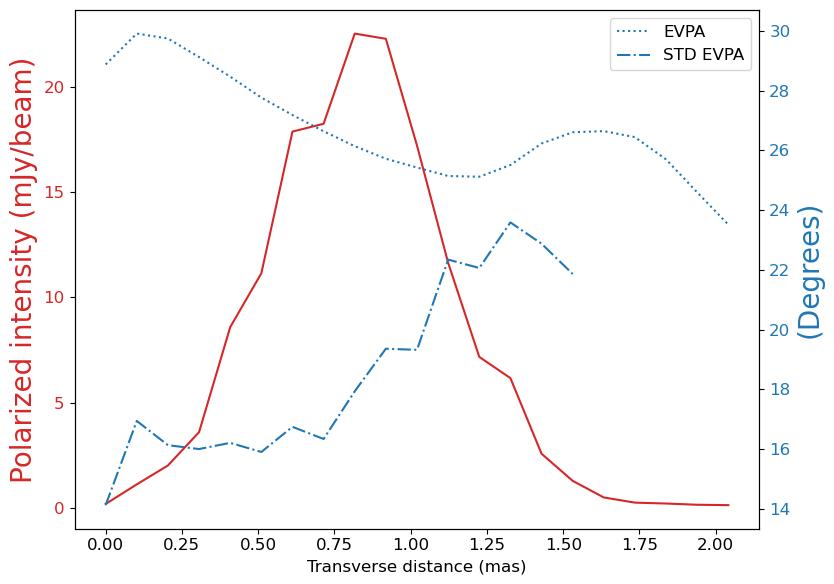 EVPA
STD EVPA
Polarized intensity (mJy/beam)
20
15
10
5
0
30
28
26
24
22
20
18
16
14
(Degrees)
0.00 0.25 0.50 0.75 1.00 1.25 1.50 1.75 2.00
Transverse distance (mas)